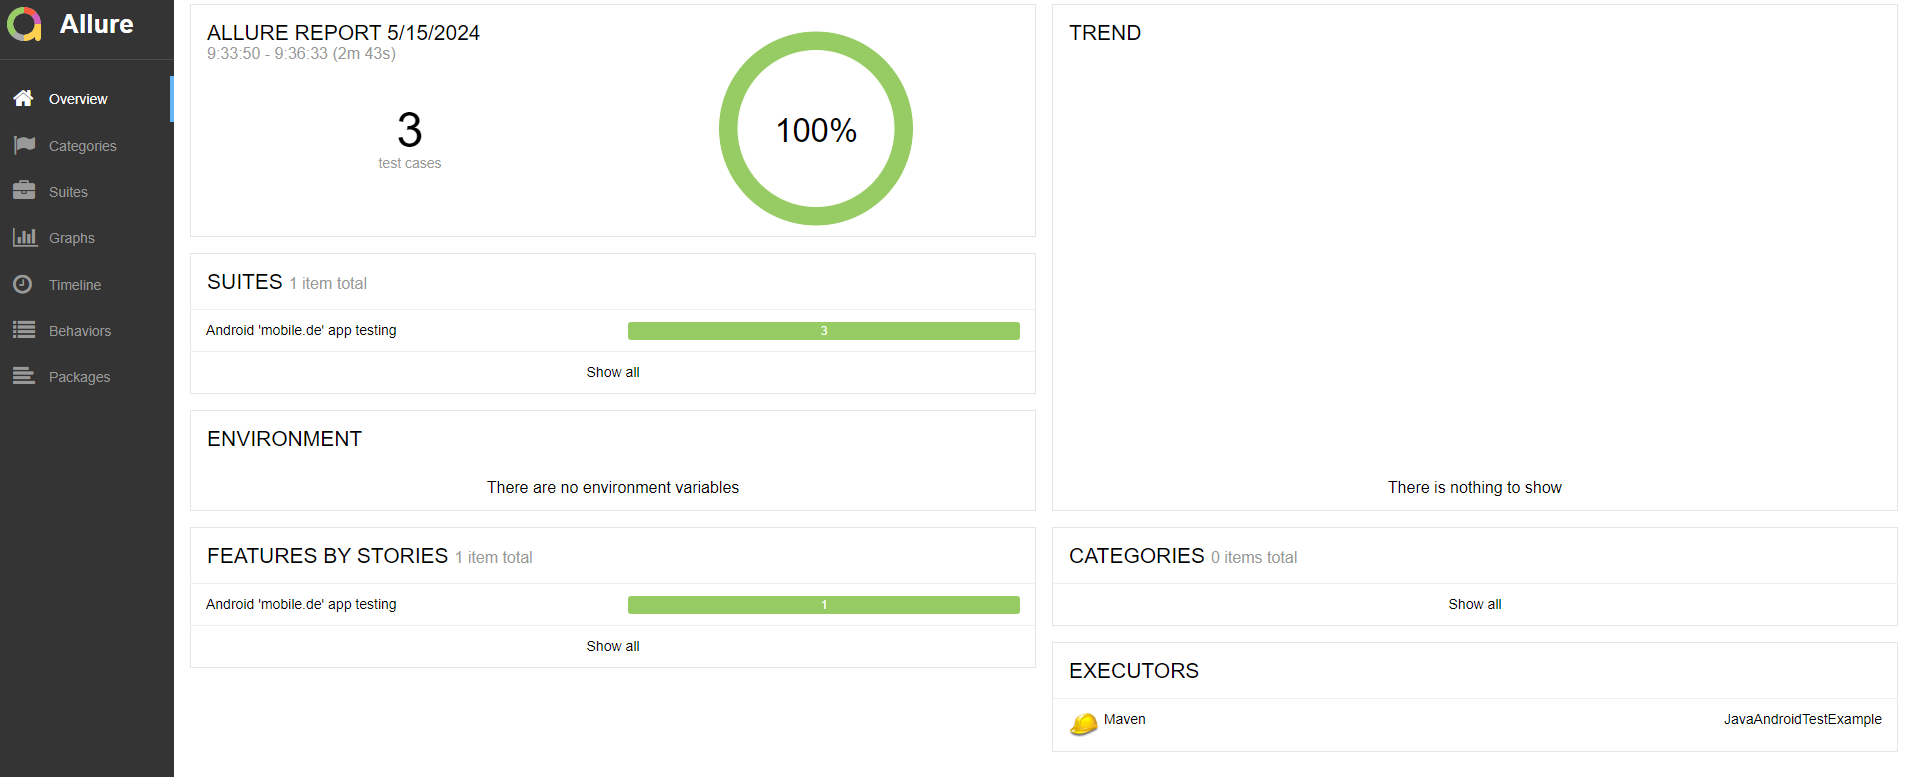 Allure
Overview
Categories
Suites
Graphs
Timeline
Behaviors
Packages
ALLURE REPORT 5/15/2024
9:33:50 - 9:36:33 (2m 43s)
3
test cases
100%
SUITES 1 item total
Android 'mobile.de' app testing 3
Show all
ENVIRONMENT
There are no environment variables
FEATURES BY STORIES 1 item total
Android 'mobile.de' app testing 1
Show all
TREND
There is nothing to show
CATEGORIES 0 items total
Show all
EXECUTORS
Maven JavaAndroidTestExample